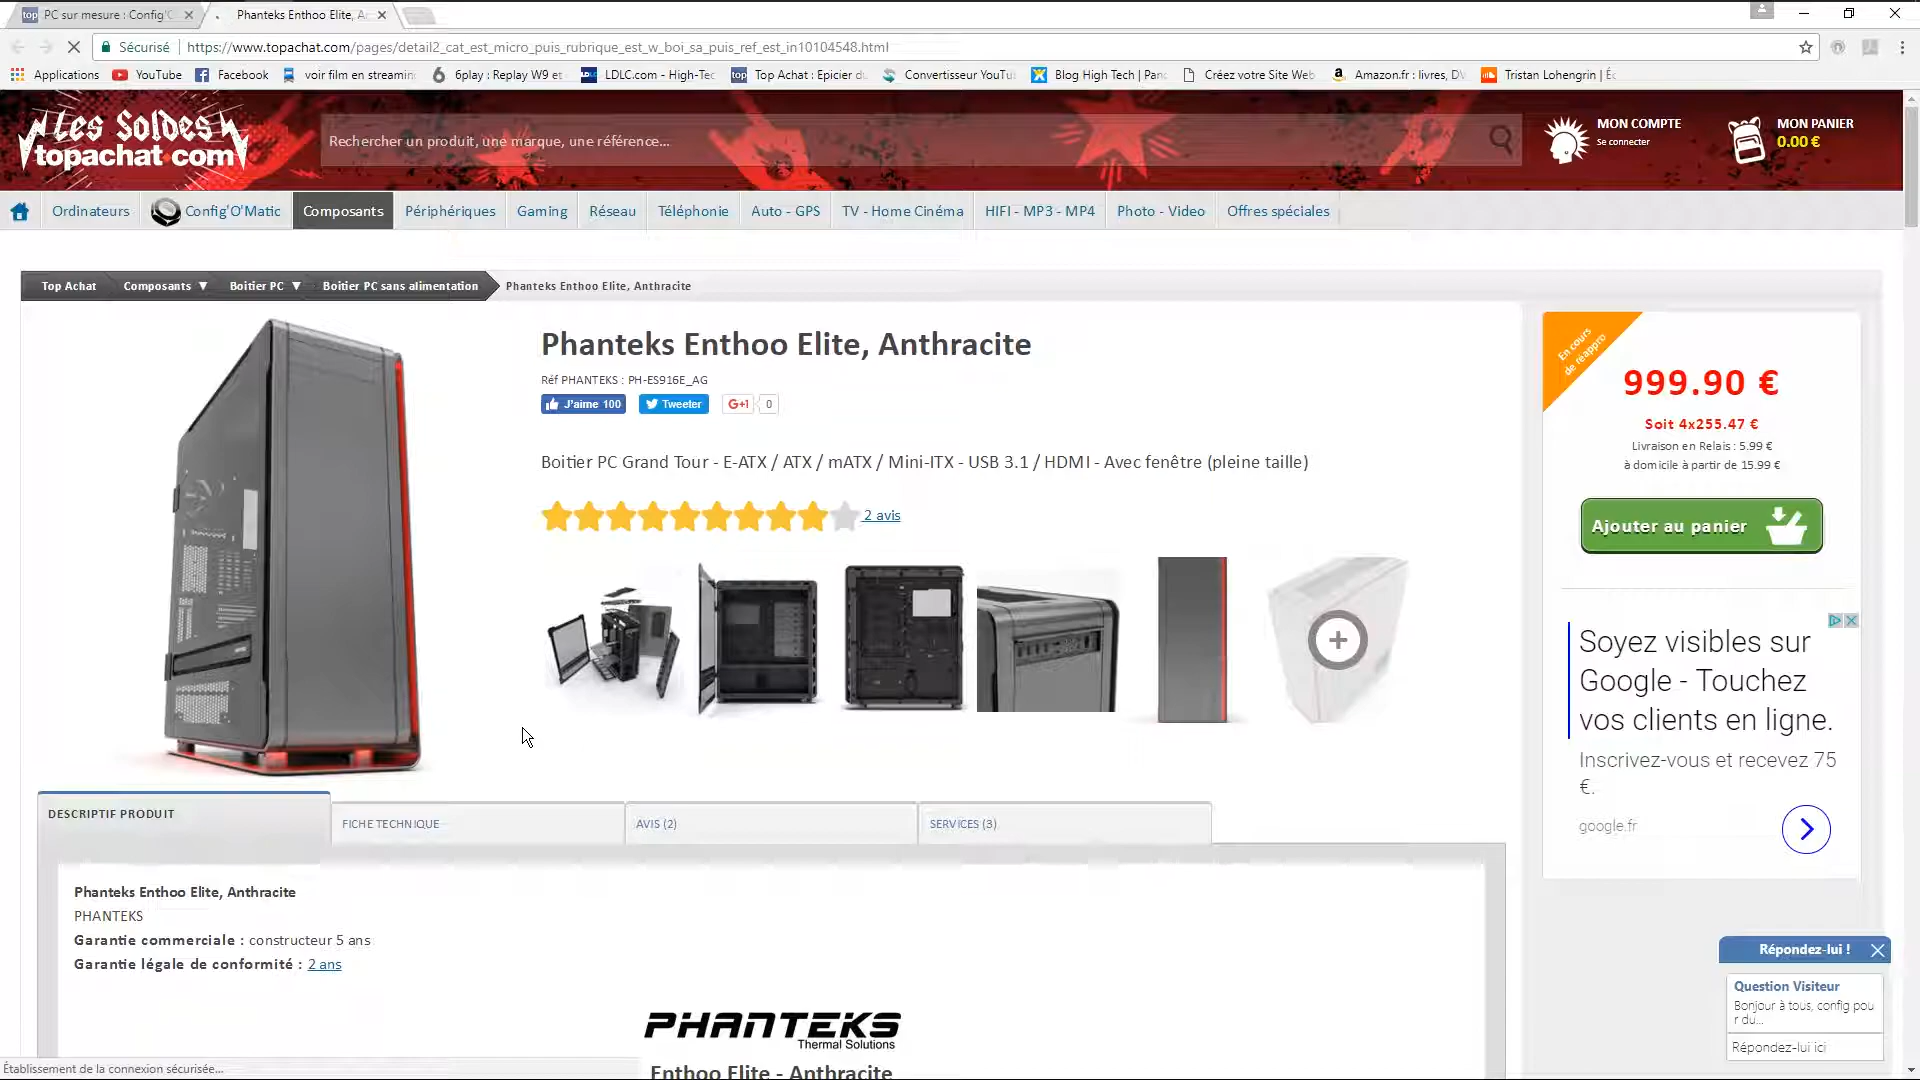 top PC sur mesure : Config'C
Phanteks Enthoo Elite, A
Sécurisé
https://www.topachat.com/pages/detail2_cat_est_micro_puis_rubrique_est_w_boi_sa_puis_ref_est_in10104548.html
Applications
YouTube
Facebook
voir film en streamin
6play : Replay W9 et
LDLC.com - High-Tec
top Top Achat : Epicier d
Convertisseur YouTu
Blog High Tech | Pan
Créez votre Site Web
Amazon.fr : livres, DV
Tristan Lohengrin |
Les Soldes
topachat.com
Rechercher un produit, une marque, une référence...
MON COMPTE
Se connecter
MON PANIER
0.00 €
Ordinateurs
Config'O'Matic
Composants
Périphériques
Gaming
Réseau
Téléphonie
Auto - GPS
TV - Home Cinéma
HIFI - MP3 - MP4
Photo - Video
Offres spéciales
Top Achat
Composants ▼
Boitier PC ▼
Boitier PC sans alimentation
Phanteks Enthoo Elite, Anthracite
Phanteks Enthoo Elite, Anthracite
Réf PHANTEKS : PH-ES916E_AG
J'aime 100
Tweeter
G+1
0
Boitier PC Grand Tour - E-ATX / ATX / mATX / Mini-ITX - USB 3.1 / HDMI - Avec fenêtre (pleine taille)
2 avis
En cours
de réappro
999.90 €
Soit 4x255.47 €
Livraison en Relais : 5.99 €
à domicile à partir de 15.99 €
Ajouter au panier
Soyez visibles sur
Google - Touchez
vos clients en ligne.
Inscrivez-vous et recevez 75
€.
google.fr
DESCRIPTIF PRODUIT
FICHE TECHNIQUE
AVIS (2)
SERVICES (3)
Phanteks Enthoo Elite, Anthracite
PHANTEKS
Garantie commerciale : constructeur 5 ans
Garantie légale de conformité : 2 ans
PHANTEKS
Thermal Solutions
Enthoo Elite - Anthracite
Répondez-lui !
Question Visiteur
Bonjour à tous, config pou
r du...
Répondez-lui ici
Établissement de la connexion sécurisée...